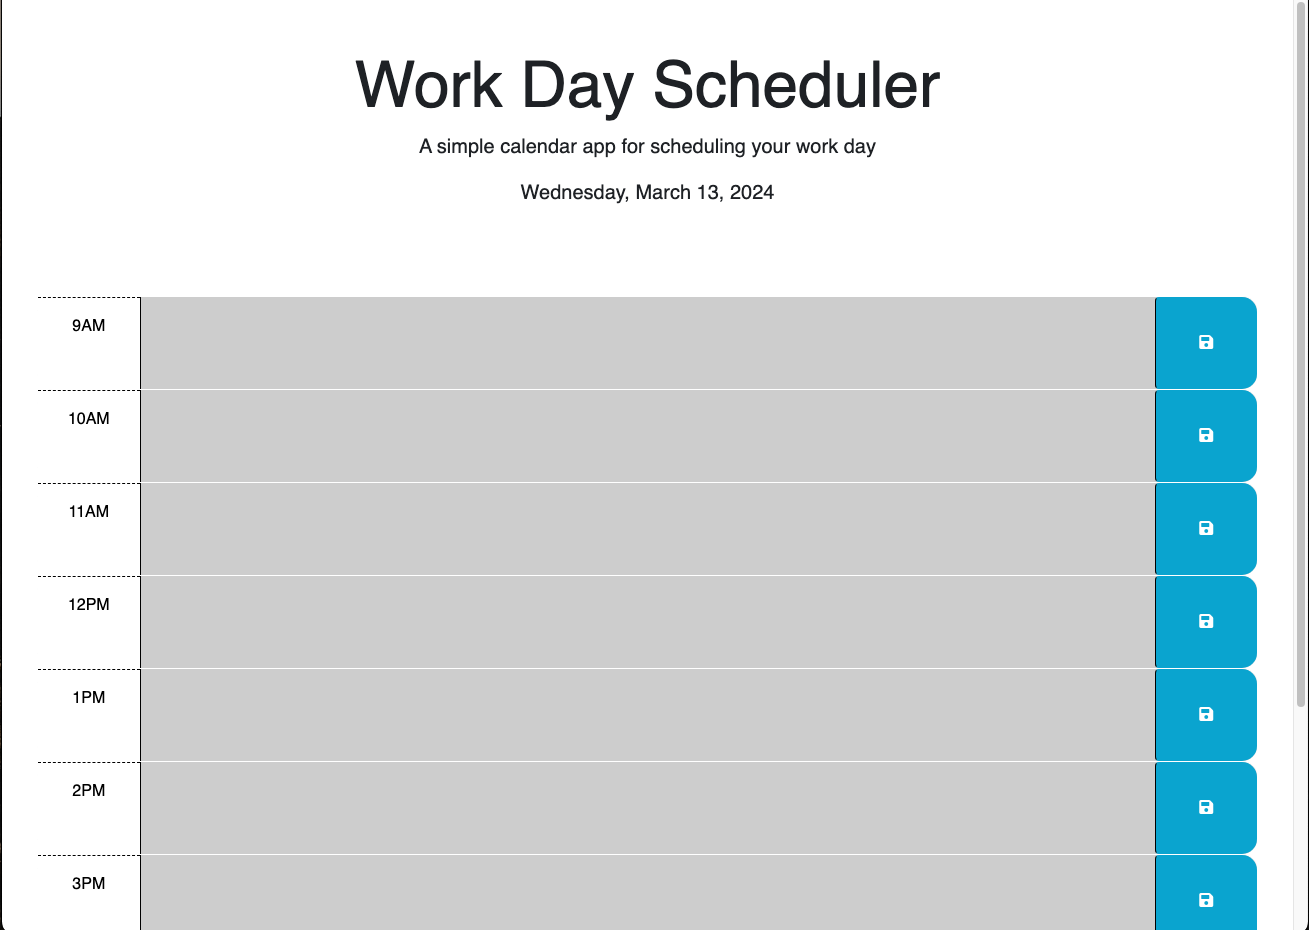 Work Day Scheduler
A simple calendar app for scheduling your work day
Wednesday, March 13, 2024
9AM
10AM
11AM
12PM
1PM
2PM
3PM